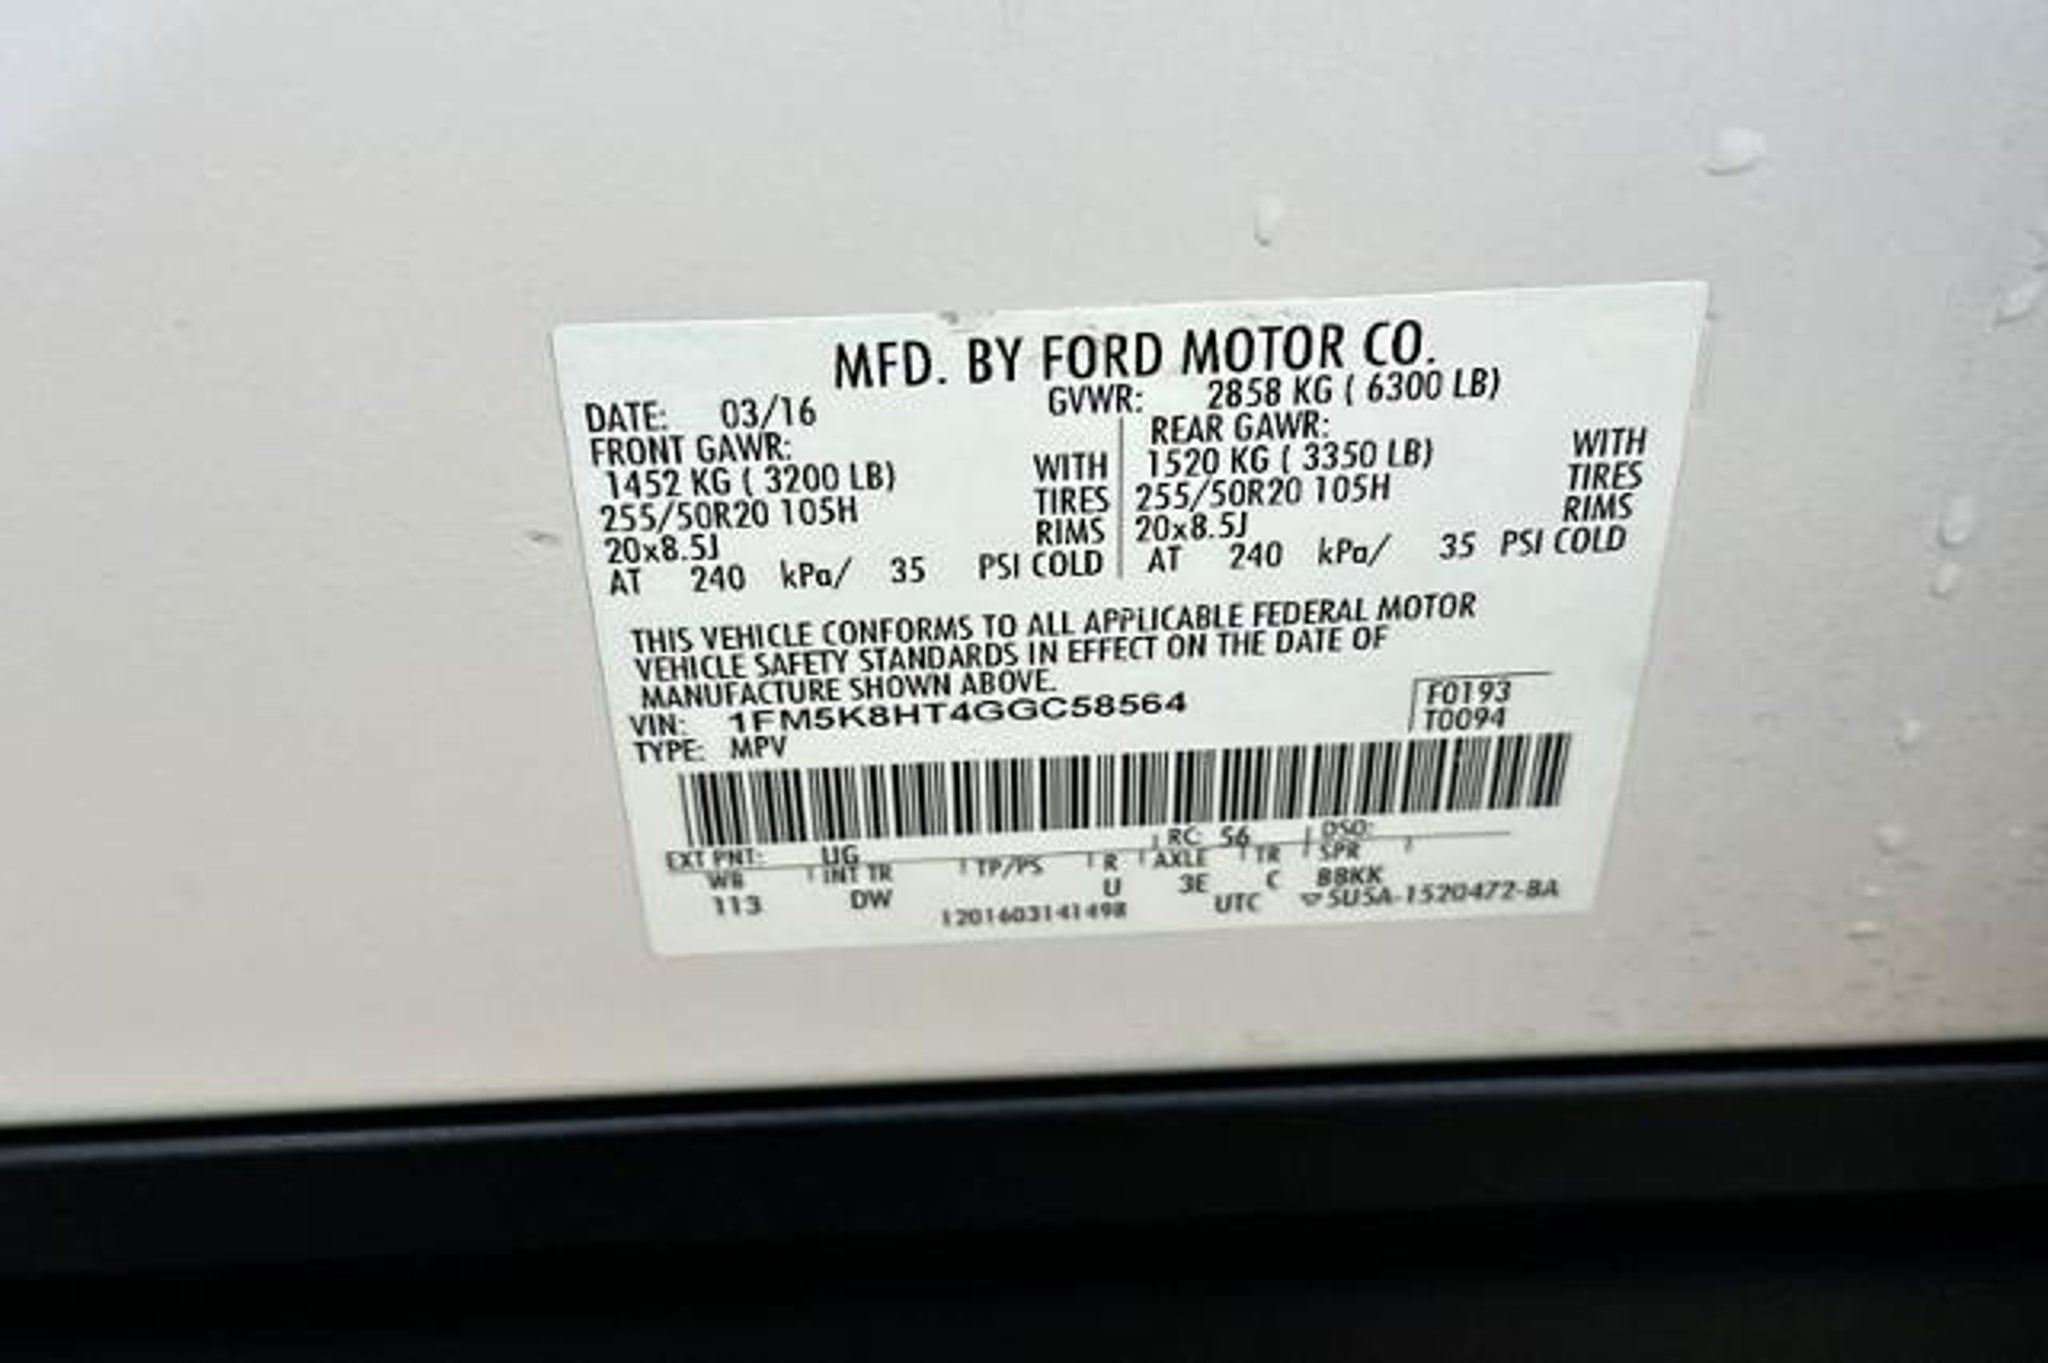 MFD. BY FORD MOTOR CO.
DATE: 03/16 GVWR: 2858 KG ( 6300 LB)
FRONT GAWR: REAR GAWR:
1452 KG ( 3200 LB) WITH 1520 KG ( 3350 LB) WITH
255/50R20 105H TIRES 255/50R20 105H TIRES
20x8.5J RIMS 20x8.5J RIMS
AT 240 kPa/ 35 PSI COLD AT 240 kPa/ 35 PSI COLD
THIS VEHICLE CONFORMS TO ALL APPLICABLE FEDERAL MOTOR
VEHICLE SAFETY STANDARDS IN EFFECT ON THE DATE OF
MANUFACTURE SHOWN ABOVE.
VIN: 1FM5K8HT4GGC58564 F0193
TYPE: MPV T0094
EXT PNT: UG RC: 56 DSO:
WB INT TR TP/PS R AXLE TR SPR
113 DW U 3E C BBKK
1201603141498 UTC 5U5A-1520472-BA